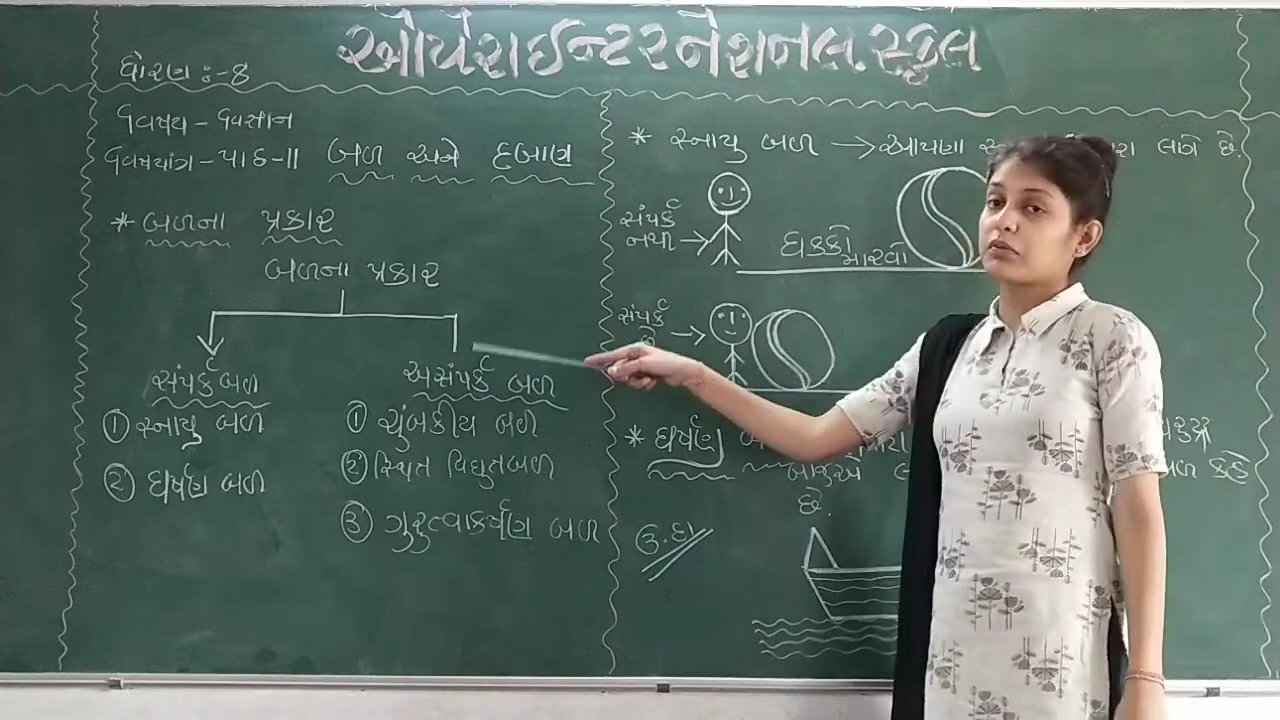 ઓપેરા ઇન્ટરનેશનલ સ્કૂલ
ધોરણ :- 8
વિષય - વિજ્ઞાન
વિષયાંગ - પાઠ-11 બળ અને દબાણ
* બળના પ્રકાર
બળના પ્રકાર
સંપર્ક બળ
અસંપર્ક બળ
① સ્નાયુ બળ
② ઘર્ષણ બળ
① ચુંબકીય બળ
② સ્થિત વિદ્યુતબળ
③ ગુરુત્વાકર્ષણ બળ
* સ્નાયુ બળ → આપણા લાગે છે.
સંપર્ક
નથી →
ધક્કો મારવો
સંપર્ક
છે →
* ઘર્ષણ
બળ કહે
છે.
ઉ.દા